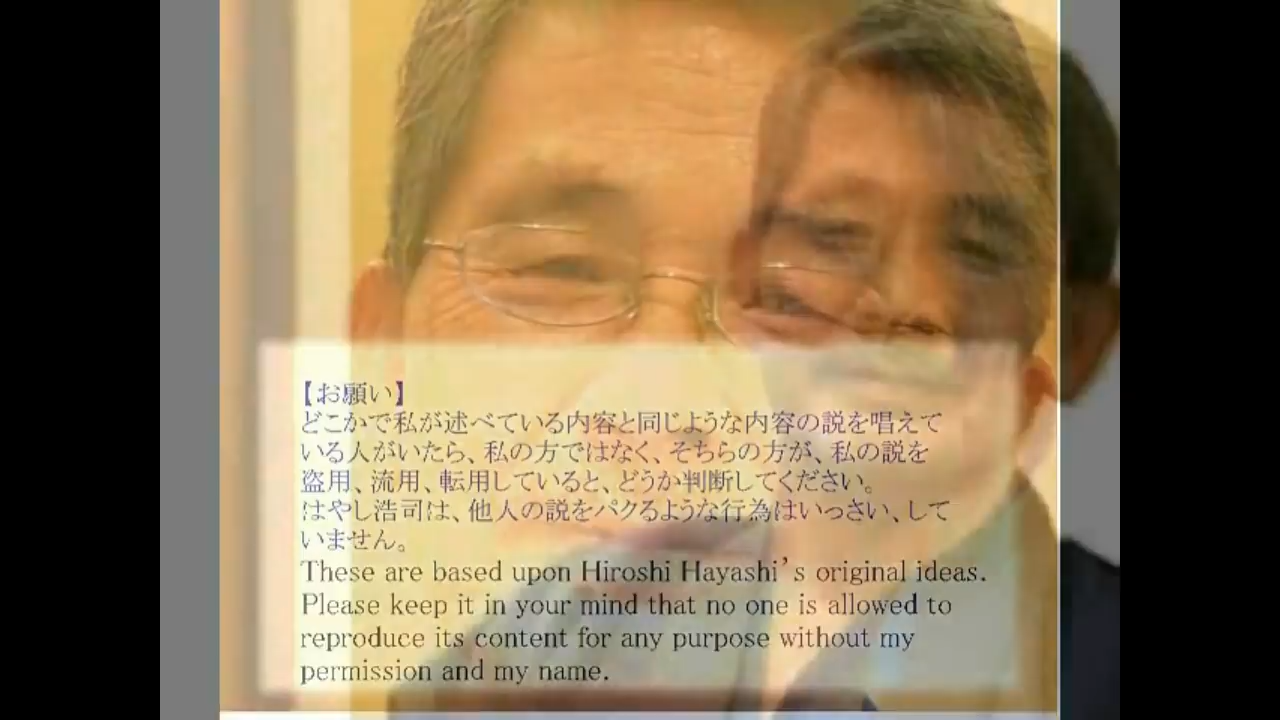 【お願い】
どこかで私が述べている内容と同じような内容の説を唱えて
いる人がいたら、私の方ではなく、そちらの方が、私の説を
盗用、流用、転用していると、どうか判断してください。
はやし浩司は、他人の説をパクるような行為はいっさい、して
いません。
These are based upon Hiroshi Hayashi's original ideas.
Please keep it in your mind that no one is allowed to
reproduce its content for any purpose without my
permission and my name.